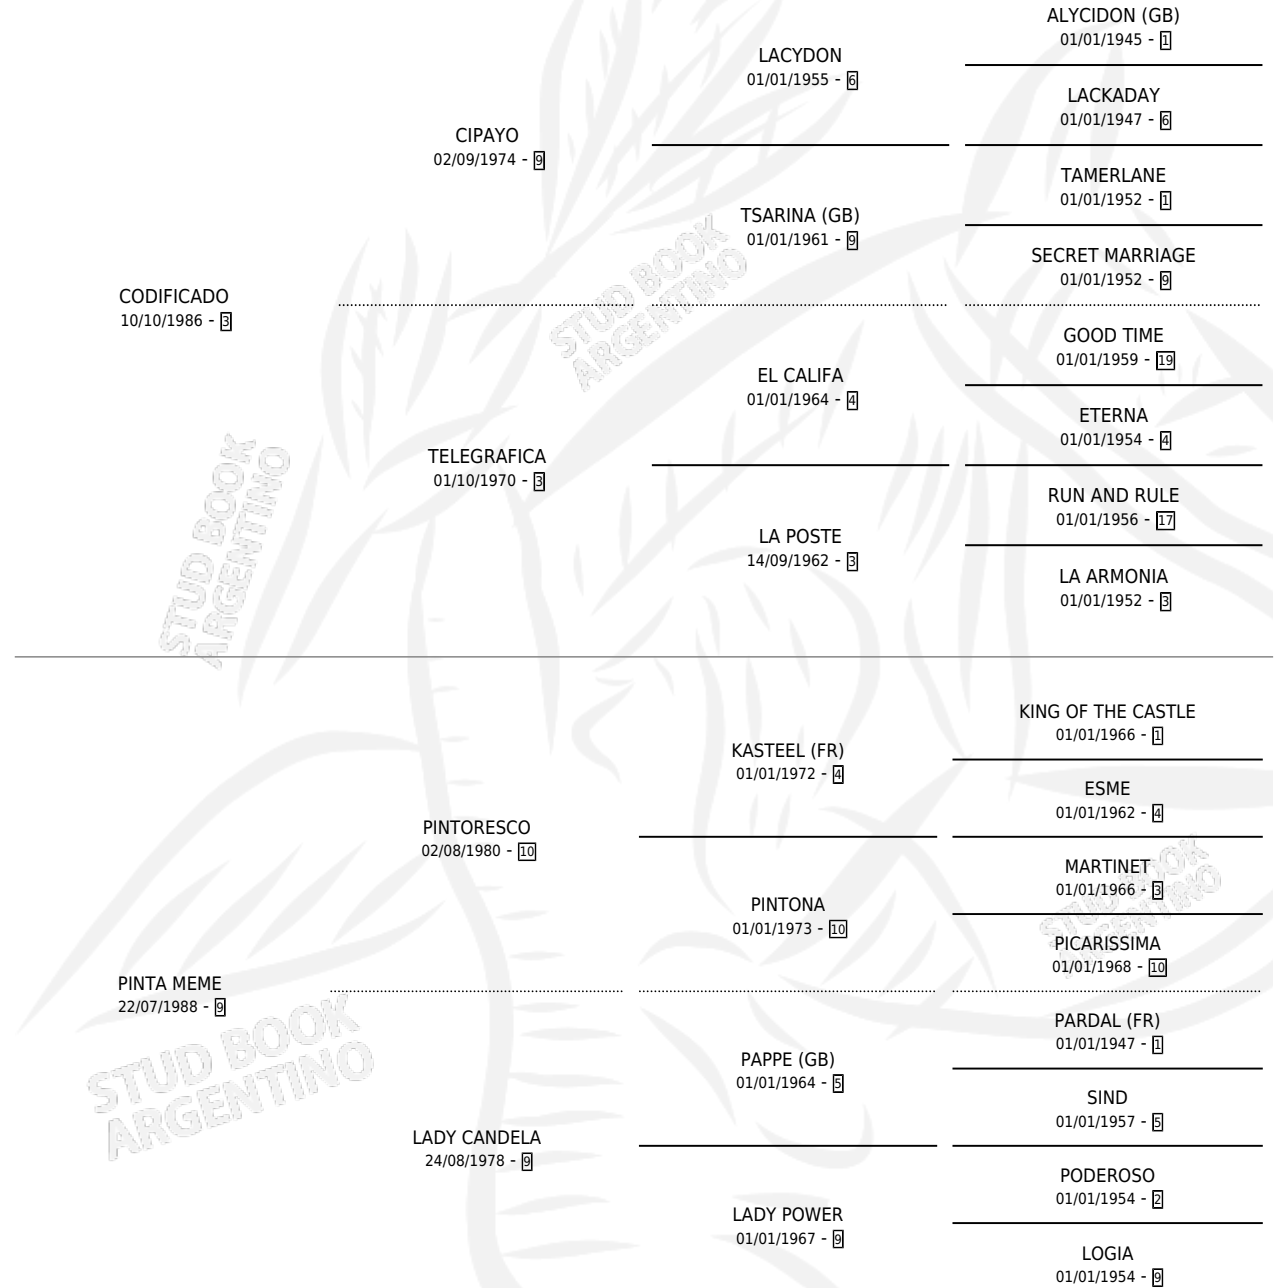 ALYCIDON (GB)
01/01/1945 - 1
LACYDON
01/01/1955 - 6
LACKADAY
01/01/1947 - 6
CIPAYO
02/09/1974 - 9
TAMERLANE
01/01/1952 - 1
TSARINA (GB)
01/01/1961 - 9
SECRET MARRIAGE
01/01/1952 - 9
CODIFICADO
10/10/1986 - 3
GOOD TIME
01/01/1959 - 19
EL CALIFA
01/01/1964 - 4
ETERNA
01/01/1954 - 4
TELEGRAFICA
01/10/1970 - 3
RUN AND RULE
01/01/1956 - 17
LA POSTE
14/09/1962 - 3
LA ARMONIA
01/01/1952 - 3
STUD BOOK
ARGENTINO
STUD BOOK
ARGENTINO
KING OF THE CASTLE
01/01/1966 - 1
KASTEEL (FR)
01/01/1972 - 4
ESME
01/01/1962 - 4
PINTORESCO
02/08/1980 - 10
MARTINET
01/01/1966 - 3
PINTONA
01/01/1973 - 10
PICARISSIMA
01/01/1968 - 10
PINTA MEME
22/07/1988 - 9
PARDAL (FR)
01/01/1947 - 1
PAPPE (GB)
01/01/1964 - 5
SIND
01/01/1957 - 5
LADY CANDELA
24/08/1978 - 9
PODEROSO
01/01/1954 - 2
LADY POWER
01/01/1967 - 9
LOGIA
01/01/1954 - 9
STUD BOOK
ARGENTINO
STUD BOOK
ARGENTINO